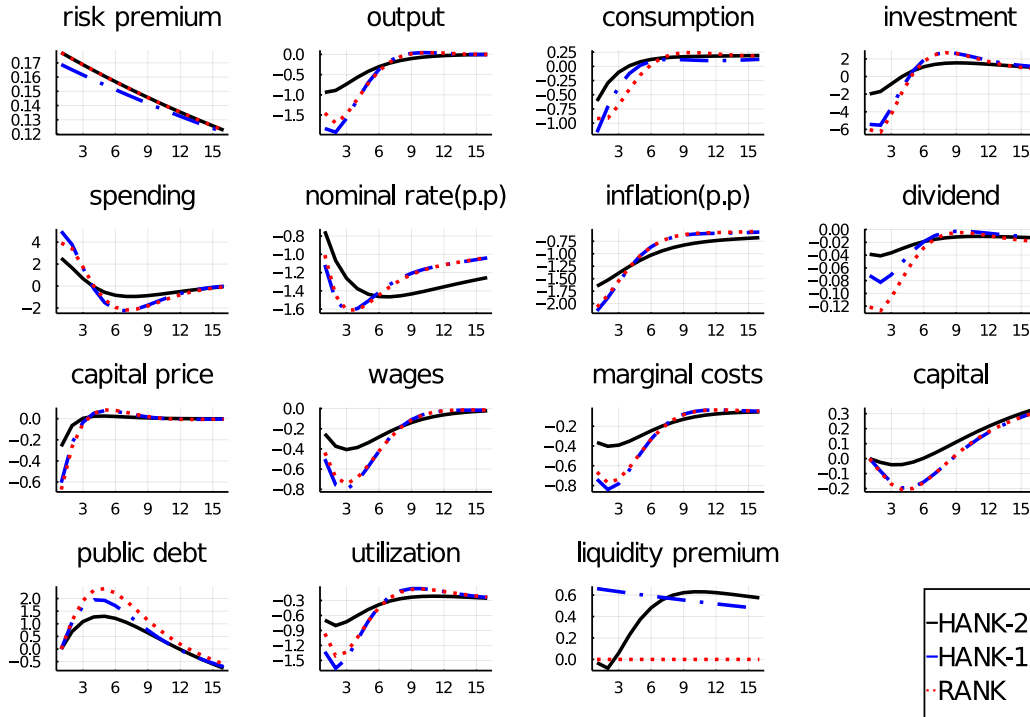 risk premium
0.17
0.16
0.15
0.14
0.13
0.12
3 6 9 12 15
output
0.0
−0.5
−1.0
−1.5
3 6 9 12 15
consumption
0.25
0.00
−0.25
−0.50
−0.75
−1.00
3 6 9 12 15
investment
2
0
−2
−4
−6
3 6 9 12 15
spending
4
2
0
−2
3 6 9 12 15
nominal rate(p.p)
−0.8
−1.0
−1.2
−1.4
−1.6
3 6 9 12 15
inflation(p.p)
−0.75
−1.00
−1.25
−1.50
−1.75
−2.00
3 6 9 12 15
dividend
0.00
−0.02
−0.04
−0.06
−0.08
−0.10
−0.12
3 6 9 12 15
capital price
0.0
−0.2
−0.4
−0.6
3 6 9 12 15
wages
0.0
−0.2
−0.4
−0.6
−0.8
3 6 9 12 15
marginal costs
−0.2
−0.4
−0.6
−0.8
3 6 9 12 15
capital
0.3
0.2
0.1
0.0
−0.1
−0.2
3 6 9 12 15
public debt
2.0
1.5
1.0
0.5
0.0
−0.5
3 6 9 12 15
utilization
−0.3
−0.6
−0.9
−1.2
−1.5
3 6 9 12 15
liquidity premium
0.6
0.4
0.2
0.0
3 6 9 12 15
HANK-2
HANK-1
RANK